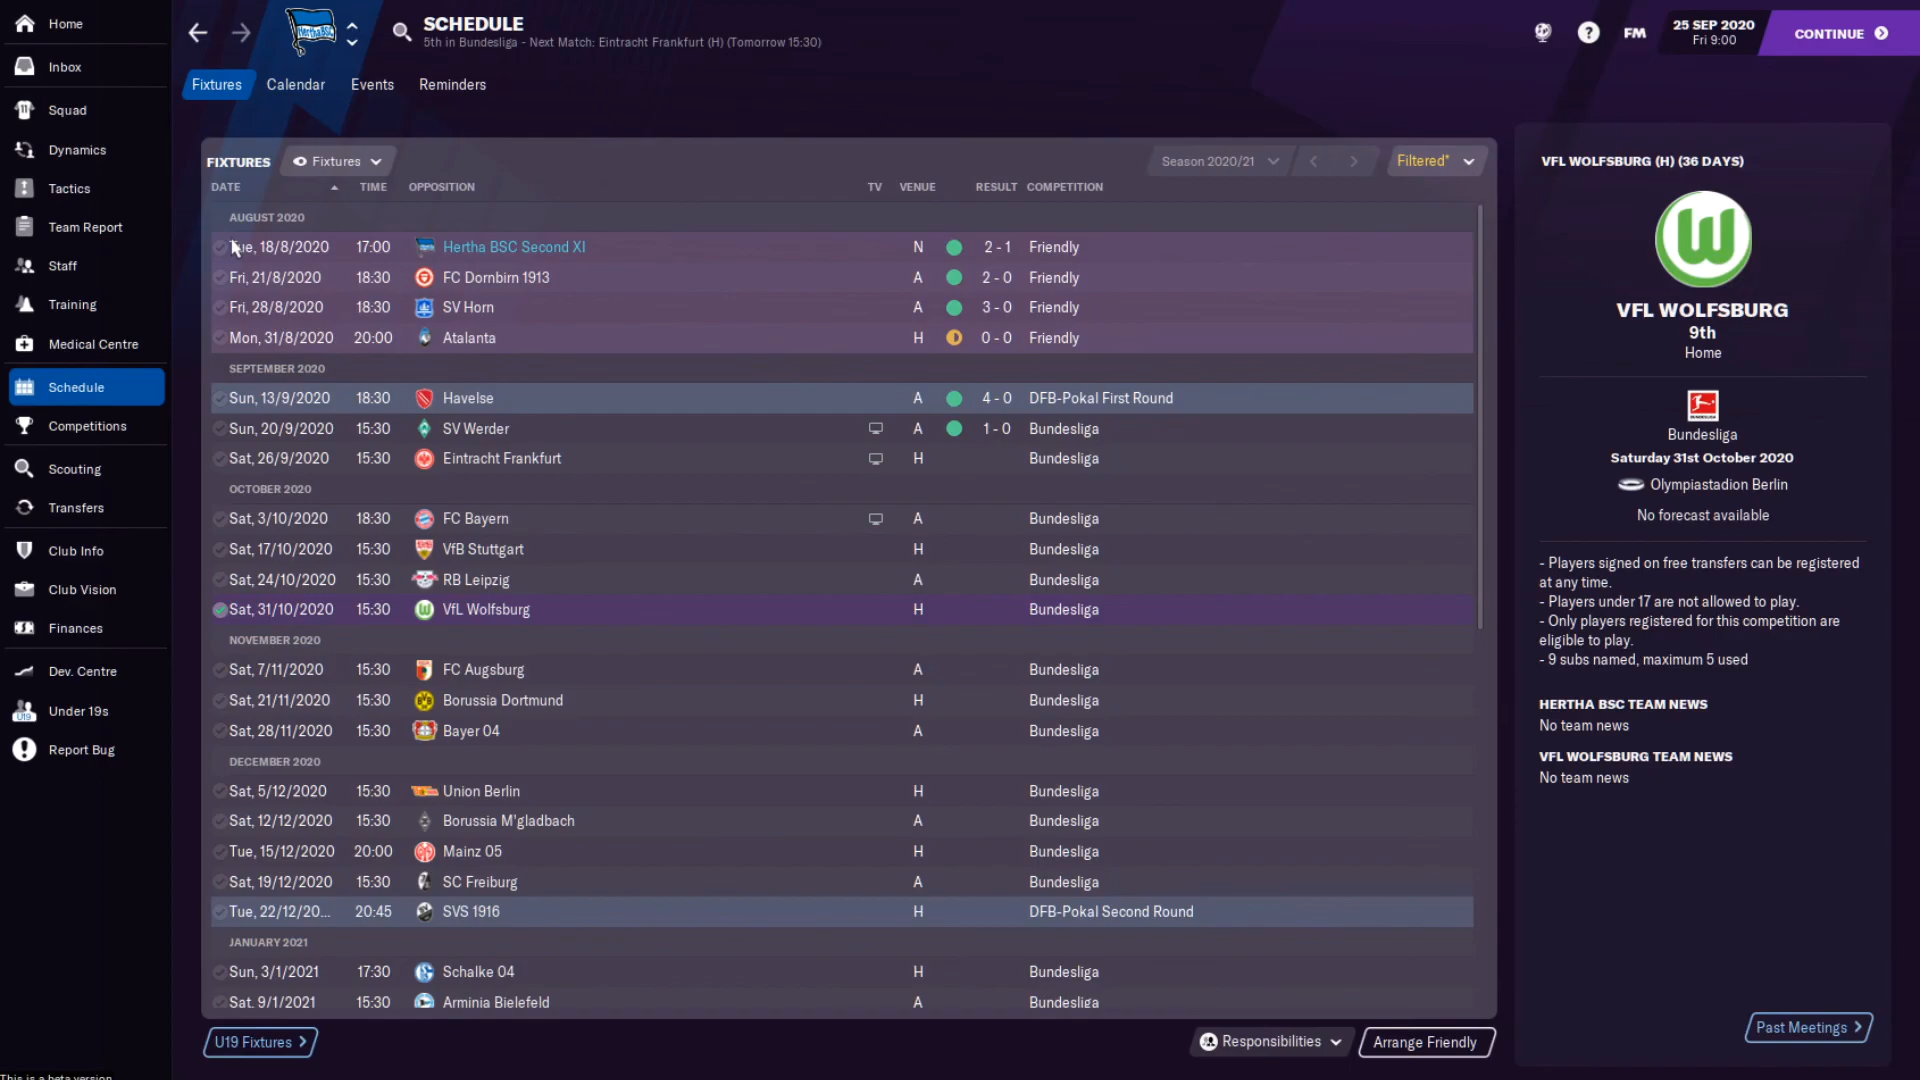 Home
Inbox
Squad
Dynamics
Tactics
Team Report
Staff
Training
Medical Centre
Schedule
Competitions
Scouting
Transfers
Club Info
Club Vision
Finances
Dev. Centre
Under 19s
Report Bug
This is a beta version
SCHEDULE
5th in Bundesliga - Next Match: Eintracht Frankfurt (H) (Tomorrow 15:30)
FM
25 SEP 2020
Fri 9:00
CONTINUE
Fixtures Calendar Events Reminders
FIXTURES Fixtures Season 2020/21 Filtered*
DATE TIME OPPOSITION TV VENUE RESULT COMPETITION
AUGUST 2020
Tue, 18/8/2020 17:00 Hertha BSC Second XI N 2 - 1 Friendly
Fri, 21/8/2020 18:30 FC Dornbirn 1913 A 2 - 0 Friendly
Fri, 28/8/2020 18:30 SV Horn A 3 - 0 Friendly
Mon, 31/8/2020 20:00 Atalanta H 0 - 0 Friendly
SEPTEMBER 2020
Sun, 13/9/2020 18:30 Havelse A 4 - 0 DFB-Pokal First Round
Sun, 20/9/2020 15:30 SV Werder A 1 - 0 Bundesliga
Sat, 26/9/2020 15:30 Eintracht Frankfurt H Bundesliga
OCTOBER 2020
Sat, 3/10/2020 18:30 FC Bayern A Bundesliga
Sat, 17/10/2020 15:30 VfB Stuttgart H Bundesliga
Sat, 24/10/2020 15:30 RB Leipzig A Bundesliga
Sat, 31/10/2020 15:30 VfL Wolfsburg H Bundesliga
NOVEMBER 2020
Sat, 7/11/2020 15:30 FC Augsburg A Bundesliga
Sat, 21/11/2020 15:30 Borussia Dortmund H Bundesliga
Sat, 28/11/2020 15:30 Bayer 04 A Bundesliga
DECEMBER 2020
Sat, 5/12/2020 15:30 Union Berlin H Bundesliga
Sat, 12/12/2020 15:30 Borussia M'gladbach A Bundesliga
Tue, 15/12/2020 20:00 Mainz 05 H Bundesliga
Sat, 19/12/2020 15:30 SC Freiburg A Bundesliga
Tue, 22/12/20... 20:45 SVS 1916 H DFB-Pokal Second Round
JANUARY 2021
Sun, 3/1/2021 17:30 Schalke 04 H Bundesliga
Sat, 9/1/2021 15:30 Arminia Bielefeld A Bundesliga
U19 Fixtures Responsibilities Arrange Friendly
VFL WOLFSBURG (H) (36 DAYS)
VFL WOLFSBURG
9th
Home
Bundesliga
Saturday 31st October 2020
Olympiastadion Berlin
No forecast available
- Players signed on free transfers can be registered
at any time.
- Players under 17 are not allowed to play.
- Only players registered for this competition are
eligible to play.
- 9 subs named, maximum 5 used
HERTHA BSC TEAM NEWS
No team news
VFL WOLFSBURG TEAM NEWS
No team news
Past Meetings